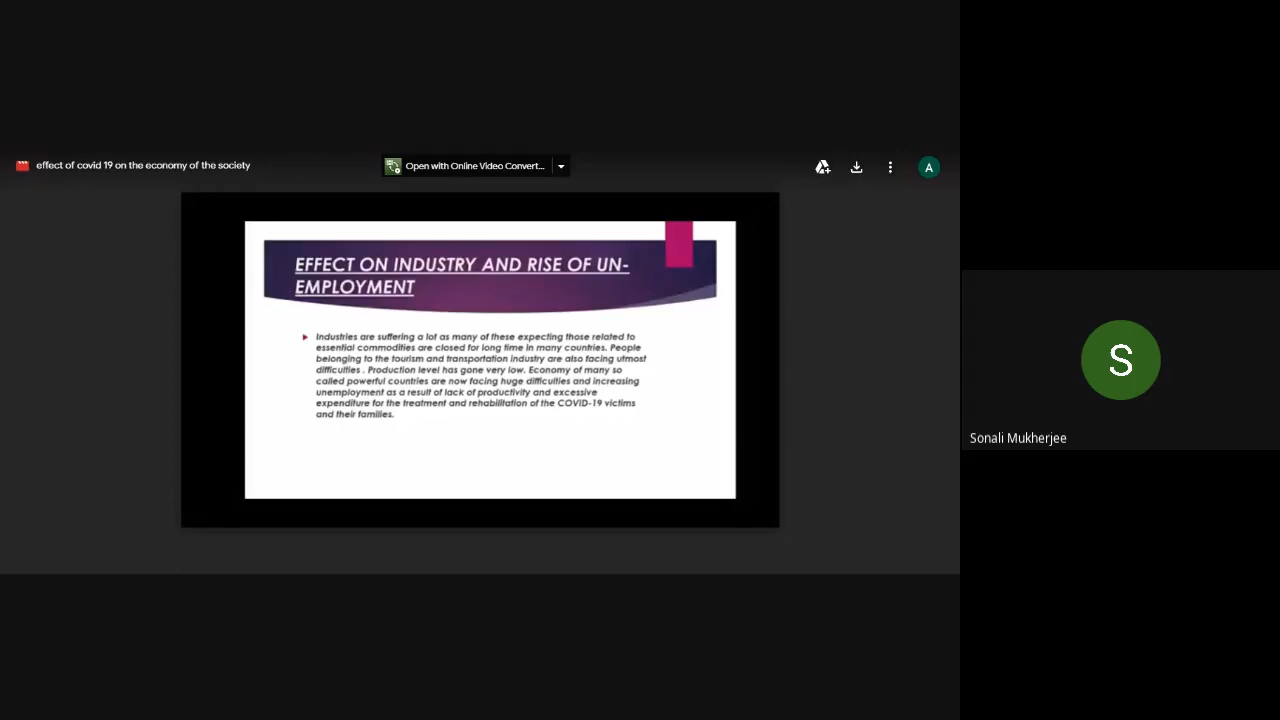 effect of covid 19 on the economy of the society
Open with Online Video Convert...
A
EFFECT ON INDUSTRY AND RISE OF UN-
EMPLOYMENT
Industries are suffering a lot as many of these expecting those related to
essential commodities are closed for long time in many countries. People
belonging to the tourism and transportation industry are also facing utmost
difficulties . Production level has gone very low. Economy of many so
called powerful countries are now facing huge difficulties and increasing
unemployment as a result of lack of productivity and excessive
expenditure for the treatment and rehabilitation of the COVID-19 victims
and their families.
S
Sonali Mukherjee